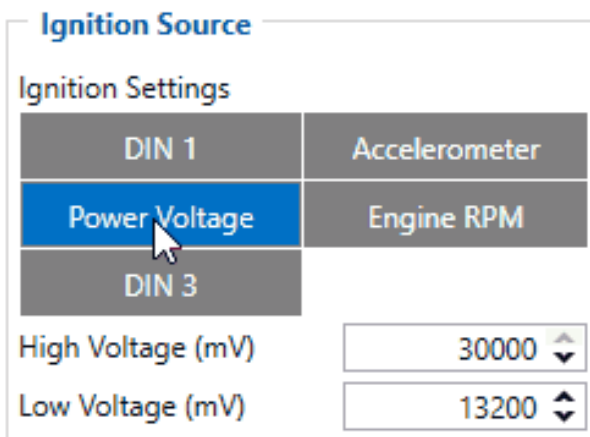 Ignition Source
Ignition Settings
DIN 1 Accelerometer
Power Voltage Engine RPM
DIN 3
High Voltage (mV) 30000
Low Voltage (mV) 13200